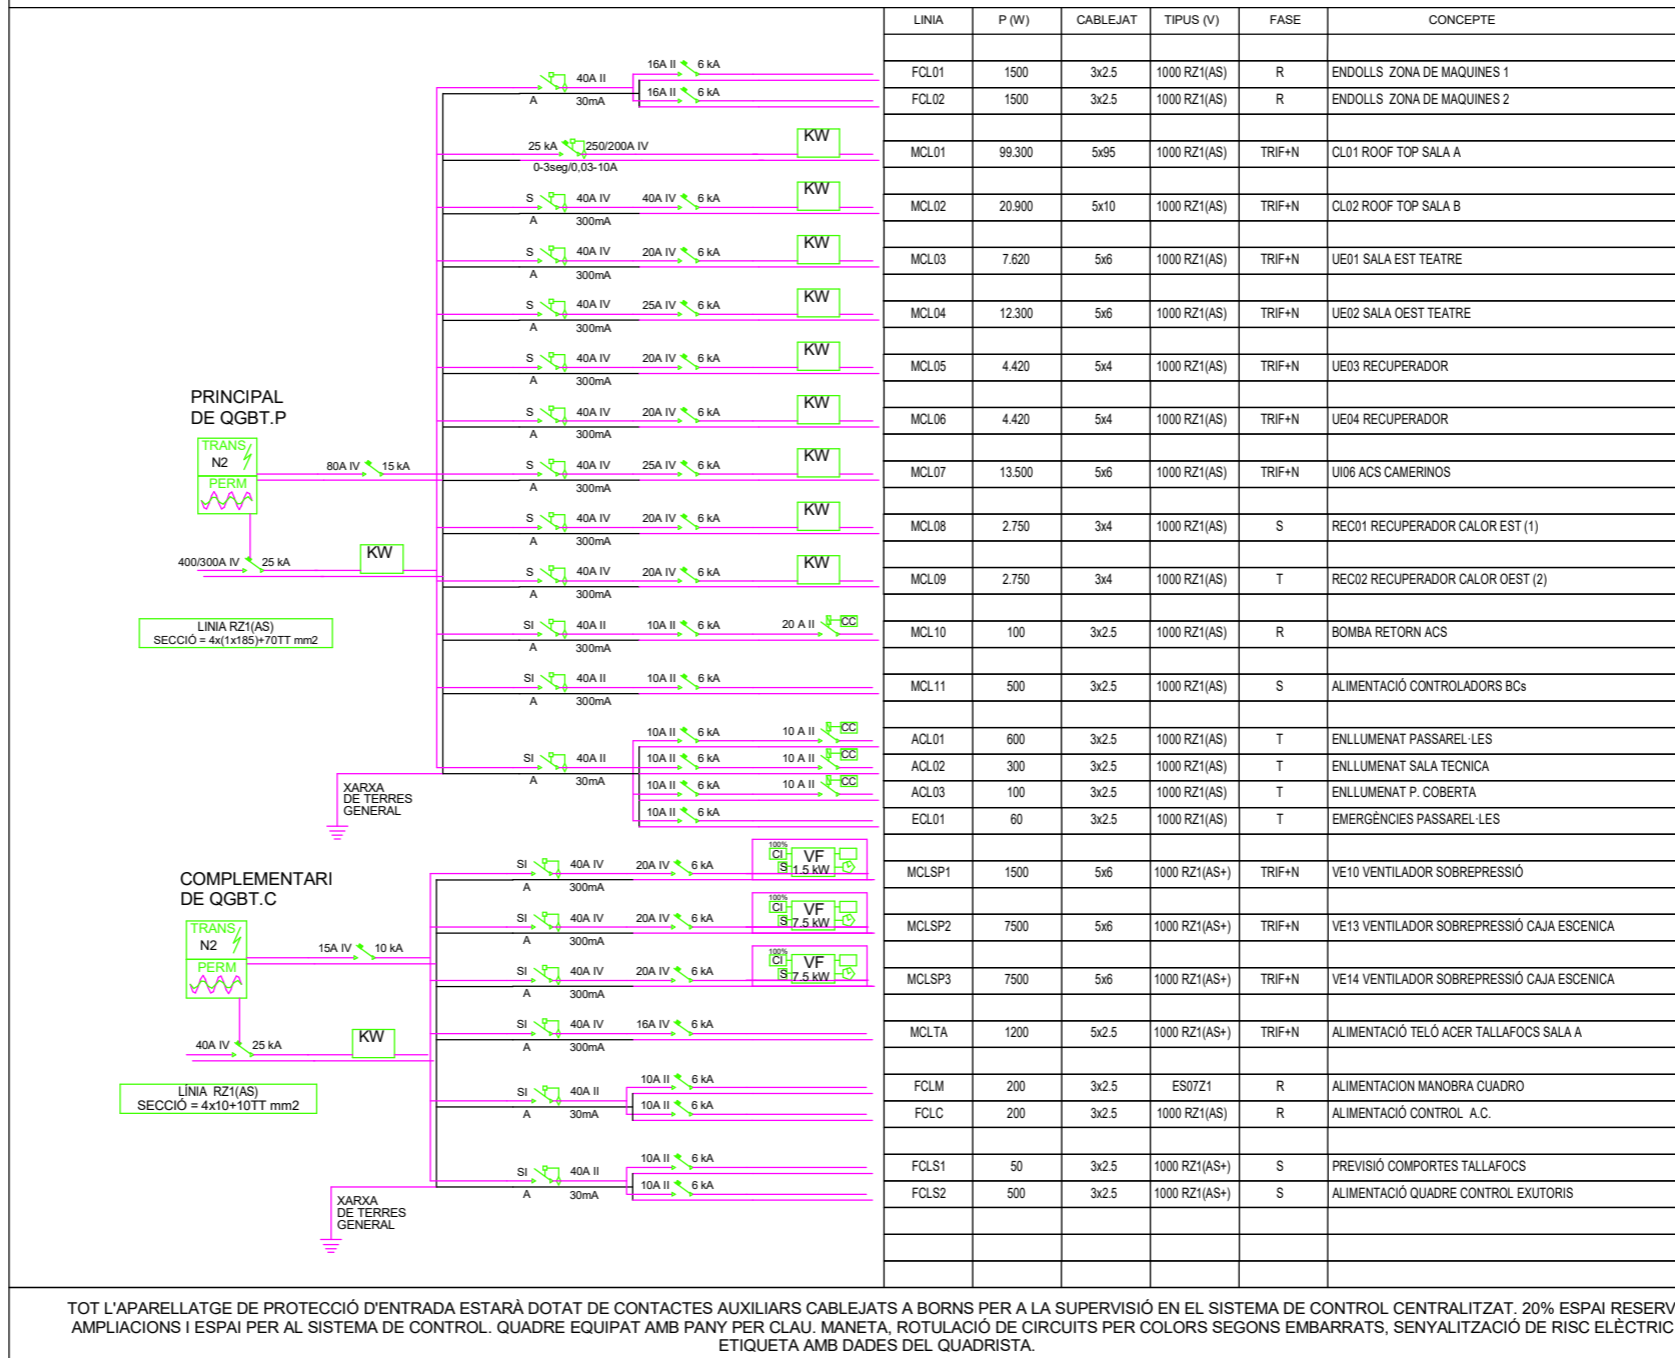 LINIA P (W) CABLEJAT TIPUS (V) FASE CONCEPTE
40A II A 30mA
16A II 6 kA FCL01 1500 3x2.5 1000 RZ1(AS) R ENDOLLS ZONA DE MAQUINES 1
16A II 6 kA FCL02 1500 3x2.5 1000 RZ1(AS) R ENDOLLS ZONA DE MAQUINES 2
25 kA 250/200A IV 0-3seg/0,03-10A KW MCL01 99.300 5x95 1000 RZ1(AS) TRIF+N CL01 ROOF TOP SALA A
S 40A IV A 300mA 40A IV 6 kA KW MCL02 20.900 5x10 1000 RZ1(AS) TRIF+N CL02 ROOF TOP SALA B
S 40A IV A 300mA 20A IV 6 kA KW MCL03 7.620 5x6 1000 RZ1(AS) TRIF+N UE01 SALA EST TEATRE
S 40A IV A 300mA 25A IV 6 kA KW MCL04 12.300 5x6 1000 RZ1(AS) TRIF+N UE02 SALA OEST TEATRE
S 40A IV A 300mA 20A IV 6 kA KW MCL05 4.420 5x4 1000 RZ1(AS) TRIF+N UE03 RECUPERADOR
S 40A IV A 300mA 20A IV 6 kA KW MCL06 4.420 5x4 1000 RZ1(AS) TRIF+N UE04 RECUPERADOR
PRINCIPAL
DE QGBT.P
TRANS
N2
PERM
80A IV 15 kA
S 40A IV A 300mA 25A IV 6 kA KW MCL07 13.500 5x6 1000 RZ1(AS) TRIF+N UI06 ACS CAMERINOS
S 40A IV A 300mA 20A IV 6 kA KW MCL08 2.750 3x4 1000 RZ1(AS) S REC01 RECUPERADOR CALOR EST (1)
400/300A IV 25 kA KW
S 40A IV A 300mA 20A IV 6 kA KW MCL09 2.750 3x4 1000 RZ1(AS) T REC02 RECUPERADOR CALOR OEST (2)
LINIA RZ1(AS)
SECCIÓ = 4x(1x185)+70TT mm2
SI 40A II A 300mA 10A II 6 kA 20 A II CC MCL10 100 3x2.5 1000 RZ1(AS) R BOMBA RETORN ACS
SI 40A II A 300mA 10A II 6 kA MCL11 500 3x2.5 1000 RZ1(AS) S ALIMENTACIÓ CONTROLADORS BCs
SI 40A II A 30mA
10A II 6 kA 10 A II CC ACL01 600 3x2.5 1000 RZ1(AS) T ENLLUMENAT PASSAREL·LES
10A II 6 kA 10 A II CC ACL02 300 3x2.5 1000 RZ1(AS) T ENLLUMENAT SALA TECNICA
10A II 6 kA 10 A II CC ACL03 100 3x2.5 1000 RZ1(AS) T ENLLUMENAT P. COBERTA
10A II 6 kA ECL01 60 3x2.5 1000 RZ1(AS) T EMERGÈNCIES PASSAREL·LES
XARXA
DE TERRES
GENERAL
SI 40A IV A 300mA 20A IV 6 kA 100% CI S VF 1.5 kW MCLSP1 1500 5x6 1000 RZ1(AS+) TRIF+N VE10 VENTILADOR SOBREPRESSIÓ
COMPLEMENTARI
DE QGBT.C
TRANS
N2
PERM
15A IV 10 kA
SI 40A IV A 300mA 20A IV 6 kA 100% CI S VF 7.5 kW MCLSP2 7500 5x6 1000 RZ1(AS+) TRIF+N VE13 VENTILADOR SOBREPRESSIÓ CAJA ESCENICA
SI 40A IV A 300mA 20A IV 6 kA 100% CI S VF 7.5 kW MCLSP3 7500 5x6 1000 RZ1(AS+) TRIF+N VE14 VENTILADOR SOBREPRESSIÓ CAJA ESCENICA
40A IV 25 kA KW
SI 40A IV A 300mA 16A IV 6 kA MCLTA 1200 5x2.5 1000 RZ1(AS+) TRIF+N ALIMENTACIÓ TELÓ ACER TALLAFOCS SALA A
LÍNIA RZ1(AS)
SECCIÓ = 4x10+10TT mm2
SI 40A II A 30mA
10A II 6 kA FCLM 200 3x2.5 ES07Z1 R ALIMENTACION MANOBRA CUADRO
10A II 6 kA FCLC 200 3x2.5 1000 RZ1(AS) R ALIMENTACIÓ CONTROL A.C.
SI 40A II A 30mA
10A II 6 kA FCLS1 50 3x2.5 1000 RZ1(AS+) S PREVISIÓ COMPORTES TALLAFOCS
10A II 6 kA FCLS2 500 3x2.5 1000 RZ1(AS+) S ALIMENTACIÓ QUADRE CONTROL EXUTORIS
XARXA
DE TERRES
GENERAL
TOT L'APARELLATGE DE PROTECCIÓ D'ENTRADA ESTARÀ DOTAT DE CONTACTES AUXILIARS CABLEJATS A BORNS PER A LA SUPERVISIÓ EN EL SISTEMA DE CONTROL CENTRALITZAT. 20% ESPAI RESERV
AMPLIACIONS I ESPAI PER AL SISTEMA DE CONTROL. QUADRE EQUIPAT AMB PANY PER CLAU. MANETA, ROTULACIÓ DE CIRCUITS PER COLORS SEGONS EMBARRATS, SENYALITZACIÓ DE RISC ELÈCTRIC
ETIQUETA AMB DADES DEL QUADRISTA.